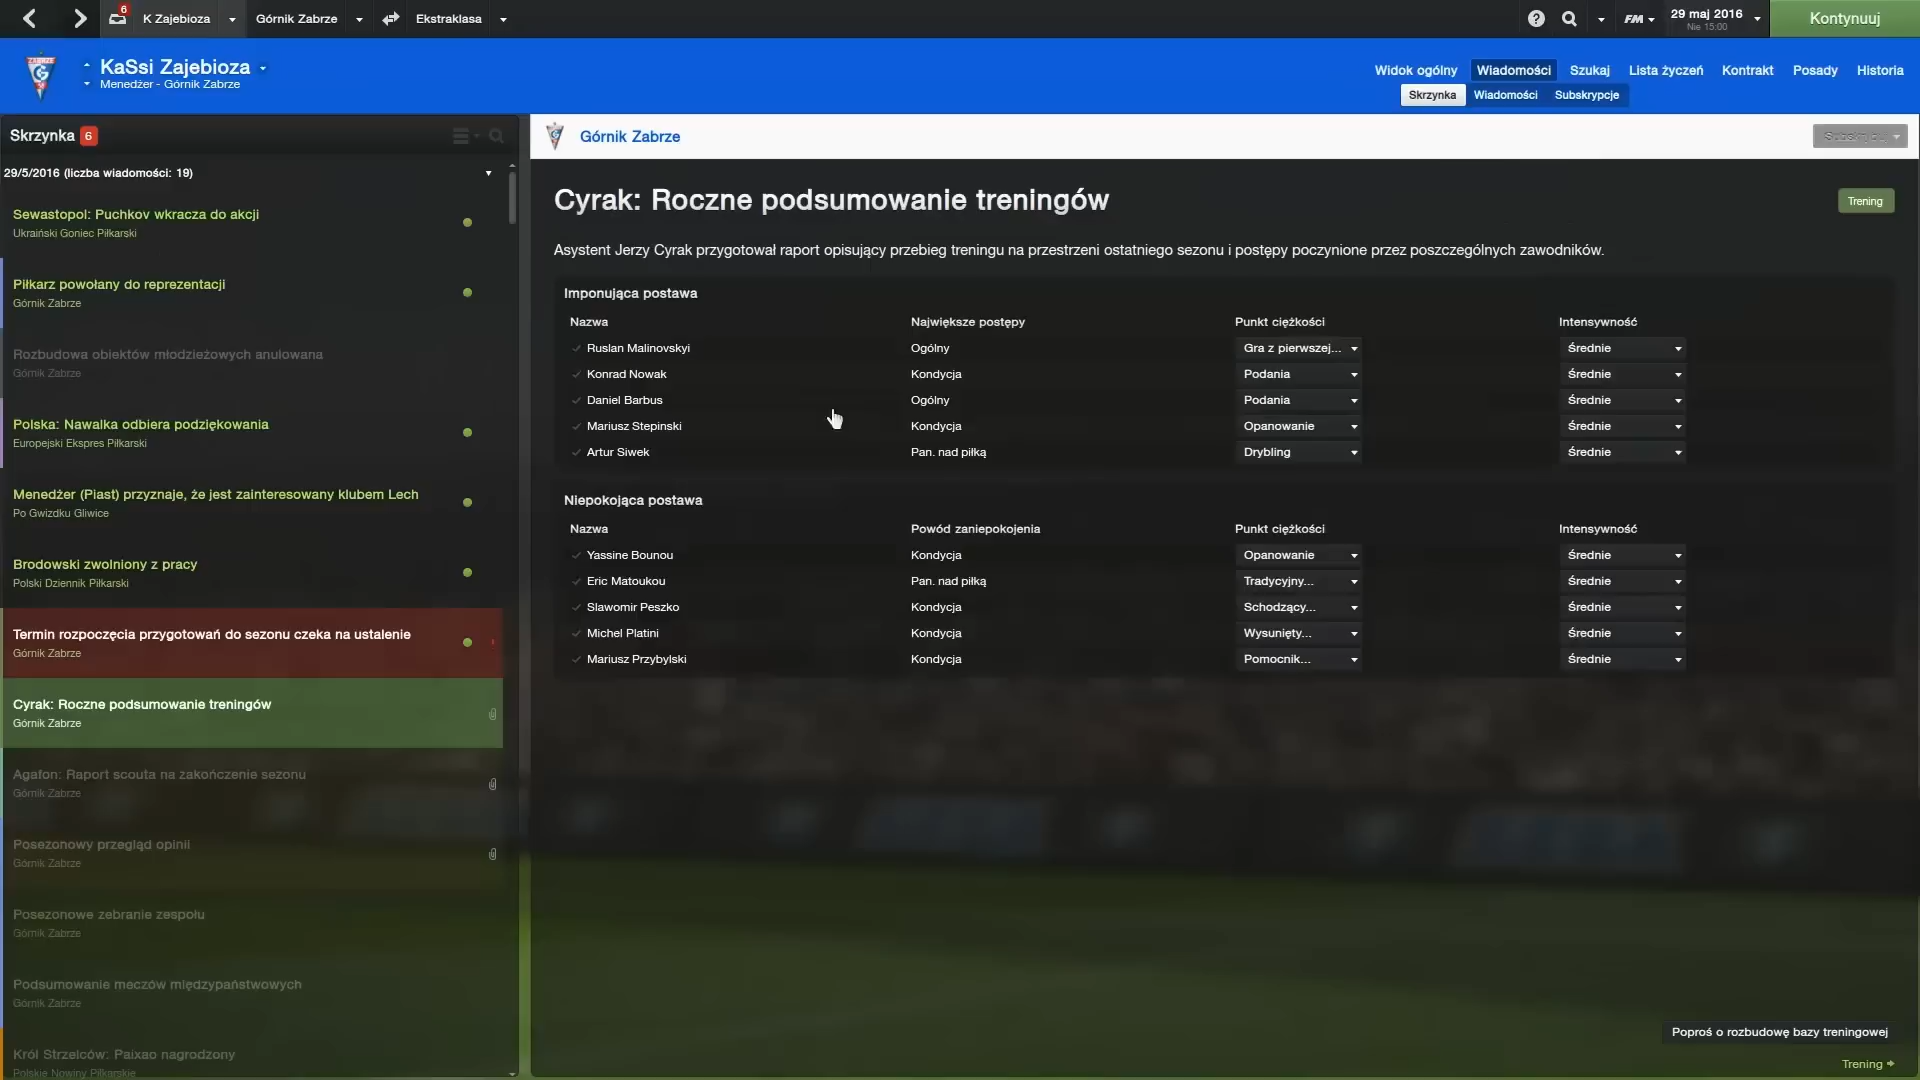 6
K Zajebioza
Górnik Zabrze
Ekstraklasa
FM
29 maj 2016
Nie 15:00
Kontynuuj
KaSsi Zajebioza
Menedżer - Górnik Zabrze
Widok ogólny
Wiadomości
Szukaj
Lista życzeń
Kontrakt
Posady
Historia
Skrzynka
Wiadomości
Subskrypcje
Skrzynka 6
29/5/2016 (liczba wiadomości: 19)
Sewastopol: Puchkov wkracza do akcji
Ukraiński Goniec Piłkarski
Piłkarz powołany do reprezentacji
Górnik Zabrze
Rozbudowa obiektów młodzieżowych anulowana
Górnik Zabrze
Polska: Nawałka odbiera podziękowania
Europejski Ekspres Piłkarski
Menedżer (Piast) przyznaje, że jest zainteresowany klubem Lech
Po Gwizdku Gliwice
Brodowski zwolniony z pracy
Polski Dziennik Piłkarski
Termin rozpoczęcia przygotowań do sezonu czeka na ustalenie
Górnik Zabrze
Cyrak: Roczne podsumowanie treningów
Górnik Zabrze
Agafon: Raport scouta na zakończenie sezonu
Górnik Zabrze
Posezonowy przegląd opinii
Górnik Zabrze
Posezonowe zebranie zespołu
Górnik Zabrze
Podsumowanie meczów międzypaństwowych
Górnik Zabrze
Król Strzelców: Paixao nagrodzony
Polskie Nowiny Piłkarskie
Górnik Zabrze
Cyrak: Roczne podsumowanie treningów
Trening
Asystent Jerzy Cyrak przygotował raport opisujący przebieg treningu na przestrzeni ostatniego sezonu i postępy poczynione przez poszczególnych zawodników.
Imponująca postawa
Nazwa Największe postępy Punkt ciężkości Intensywność
Ruslan Malinovskyi Ogólny Gra z pierwszej... Średnie
Konrad Nowak Kondycja Podania Średnie
Daniel Barbus Ogólny Podania Średnie
Mariusz Stepinski Kondycja Opanowanie Średnie
Artur Siwek Pan. nad piłką Drybling Średnie
Niepokojąca postawa
Nazwa Powód zaniepokojenia Punkt ciężkości Intensywność
Yassine Bounou Kondycja Opanowanie Średnie
Eric Matoukou Pan. nad piłką Tradycyjny... Średnie
Slawomir Peszko Kondycja Schodzący... Średnie
Michel Platini Kondycja Wysunięty... Średnie
Mariusz Przybylski Kondycja Pomocnik... Średnie
Poproś o rozbudowę bazy treningowej
Trening